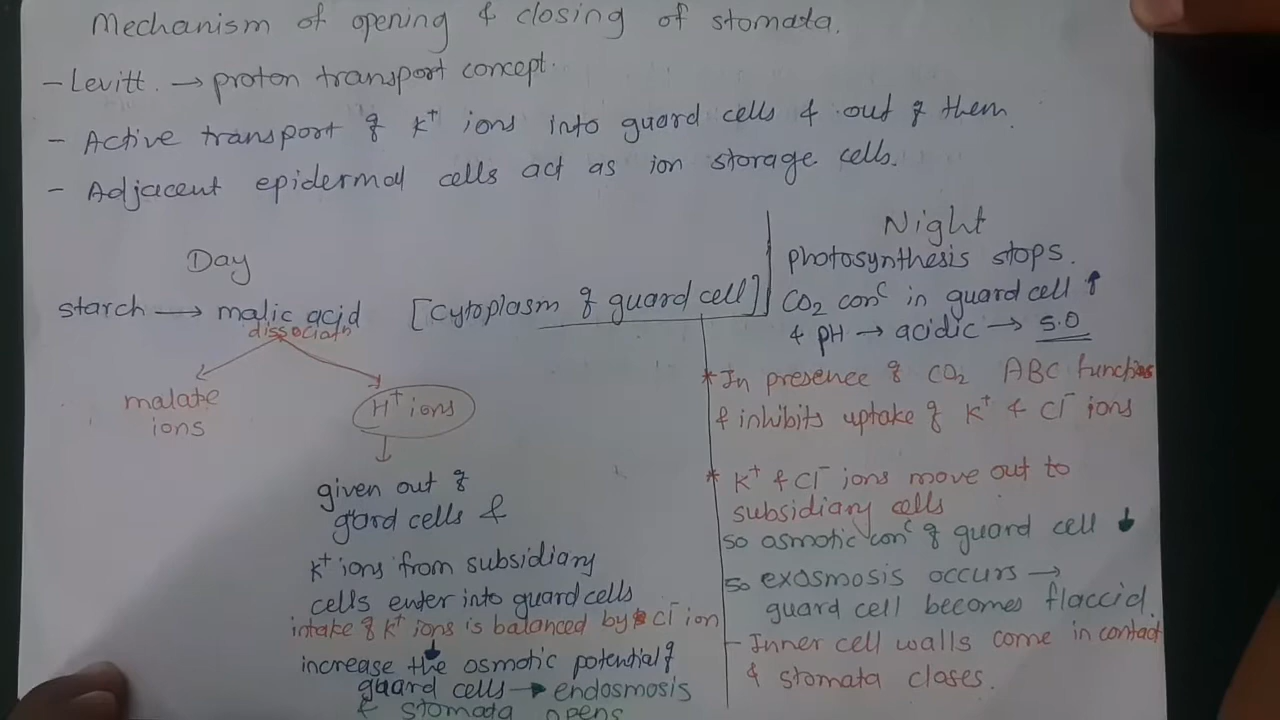 Mechanism of opening & closing of stomata.
- Levitt. → proton transport concept.
- Active transport of K+ ions into guard cells & out of them.
- Adjacent epidermal cells act as ion storage cells.
Day
starch → malic acid [cytoplasm of guard cell]
dissociatn
malate
ions
H+ ions
given out of
gard cells &
K+ ions from subsidiary
cells enter into guard cells
intake of K+ ions is balanced by Cl- ion
increase the osmotic potential of
guard cells → endosmosis
& stomata opens
Night
photosynthesis stops.
CO2 conc in guard cell ↑
& pH → acidic → 5.0
* In presence of CO2 ABC functions
& inhibits uptake of K+ & Cl- ions
* K+ & Cl- ions move out to
subsidiary cells
so osmotic conc of guard cell ↓
so exosmosis occurs →
guard cell becomes flaccid.
- Inner cell walls come in contact
& stomata closes.